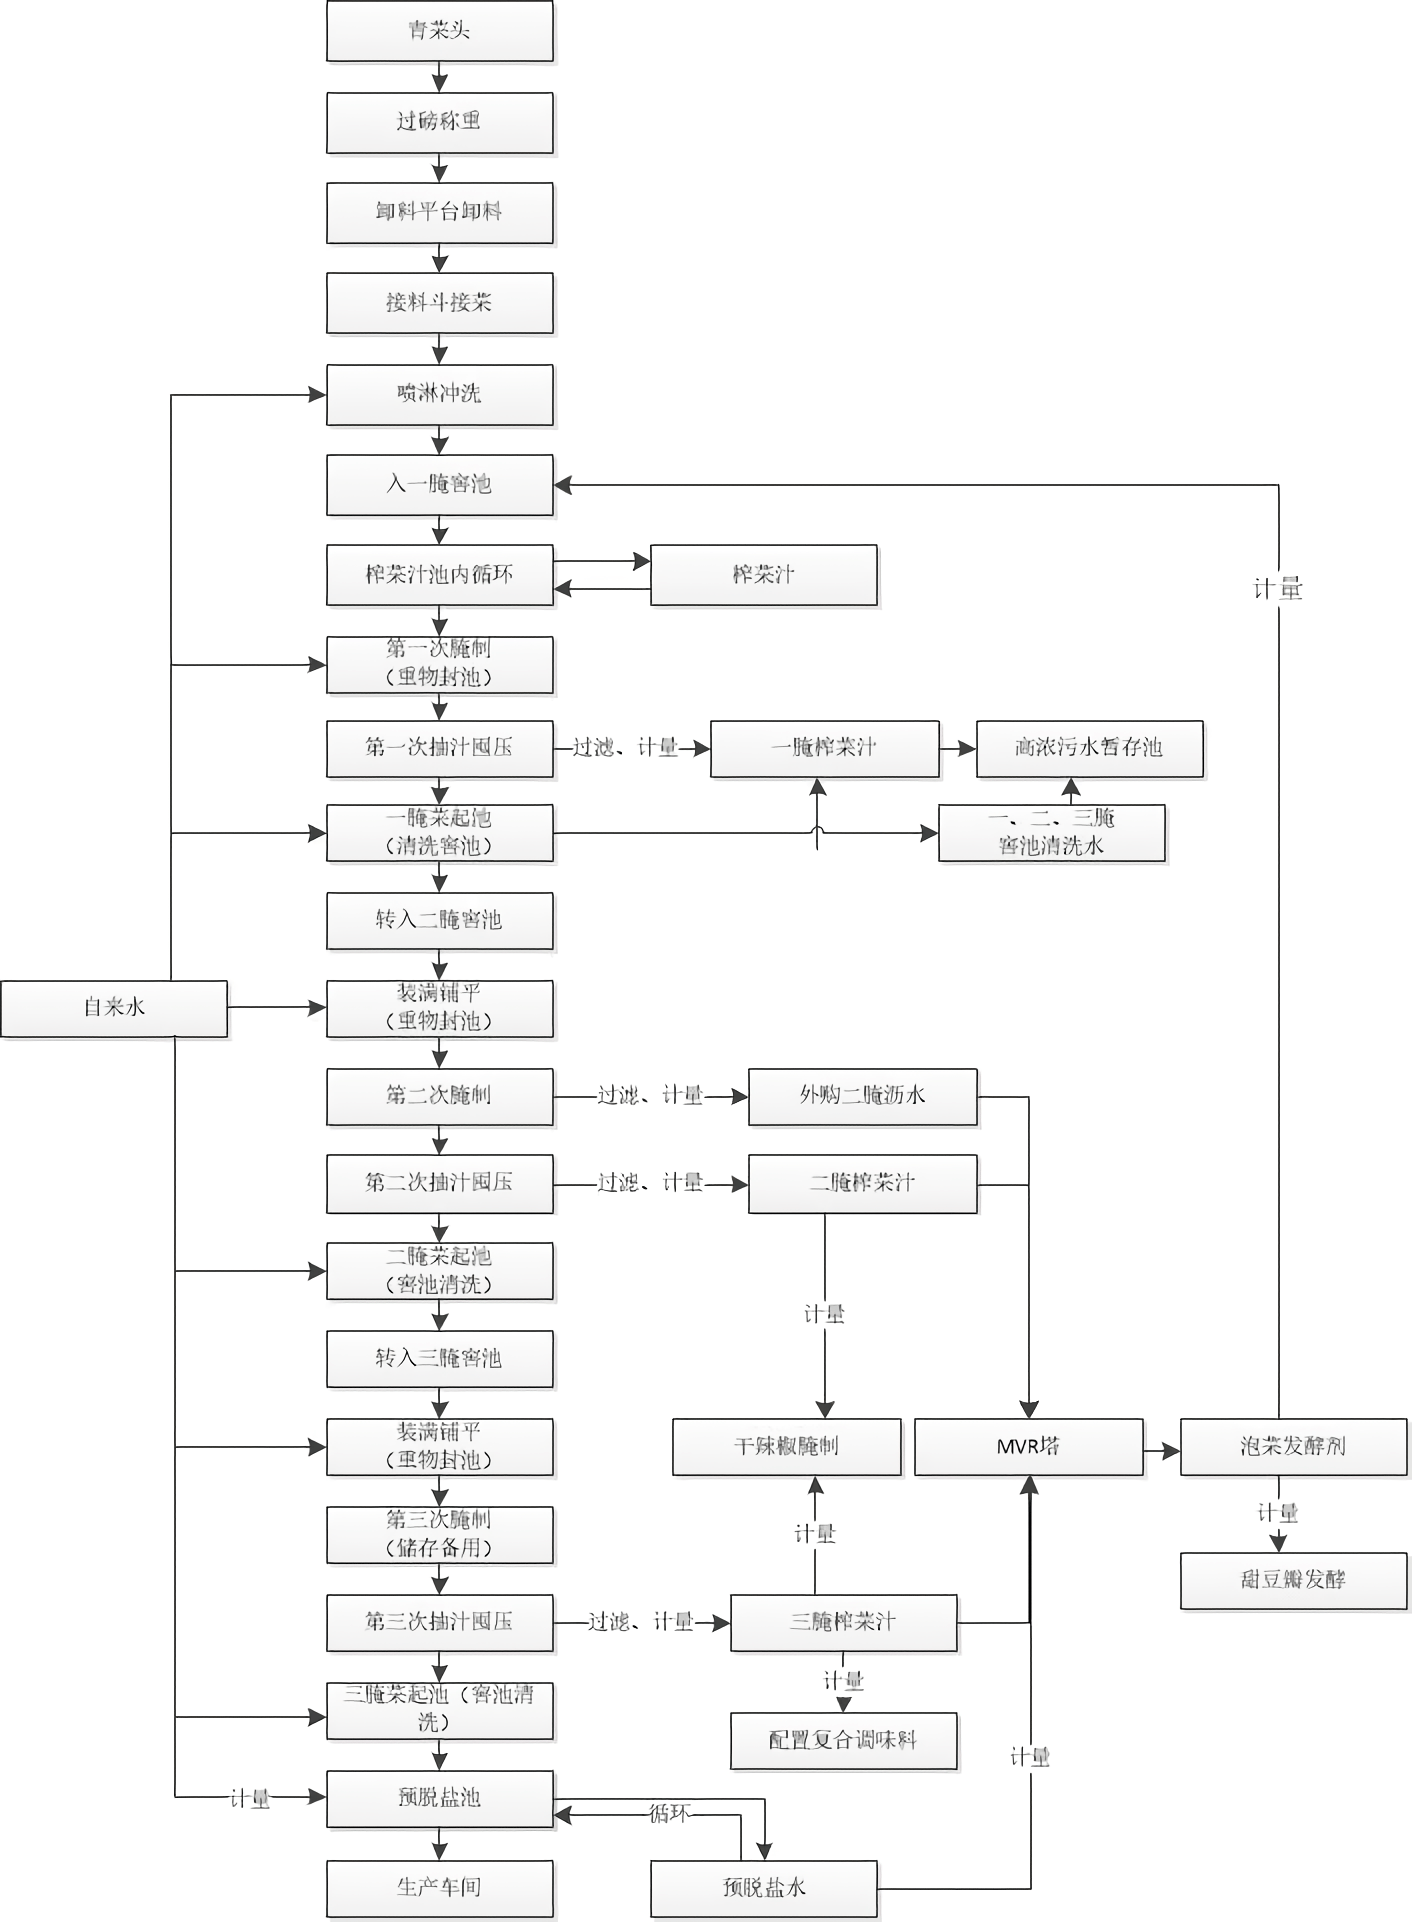 青菜头
过磅称重
卸料平台卸料
接料斗接菜
喷淋冲洗
入一腌窖池
榨菜汁池内循环
榨菜汁
计量
第一次腌制
（重物封池）
第一次抽汁囤压
过滤、计量
一腌榨菜汁
高浓污水暂存池
一腌菜起池
（清洗窖池）
一、二、三腌
窖池清洗水
转入二腌窖池
自来水
装满铺平
（重物封池）
第二次腌制
过滤、计量
外购二腌沥水
第二次抽汁囤压
过滤、计量
二腌榨菜汁
二腌菜起池
（窖池清洗）
计量
转入三腌窖池
装满铺平
（重物封池）
干辣椒腌制
MVR塔
泡菜发酵剂
第三次腌制
（储存备用）
计量
计量
甜豆瓣发酵
第三次抽汁囤压
过滤、计量
三腌榨菜汁
三腌菜起池（窖池清
洗）
计量
配置复合调味料
计量
计量
预脱盐池
循环
生产车间
预脱盐水